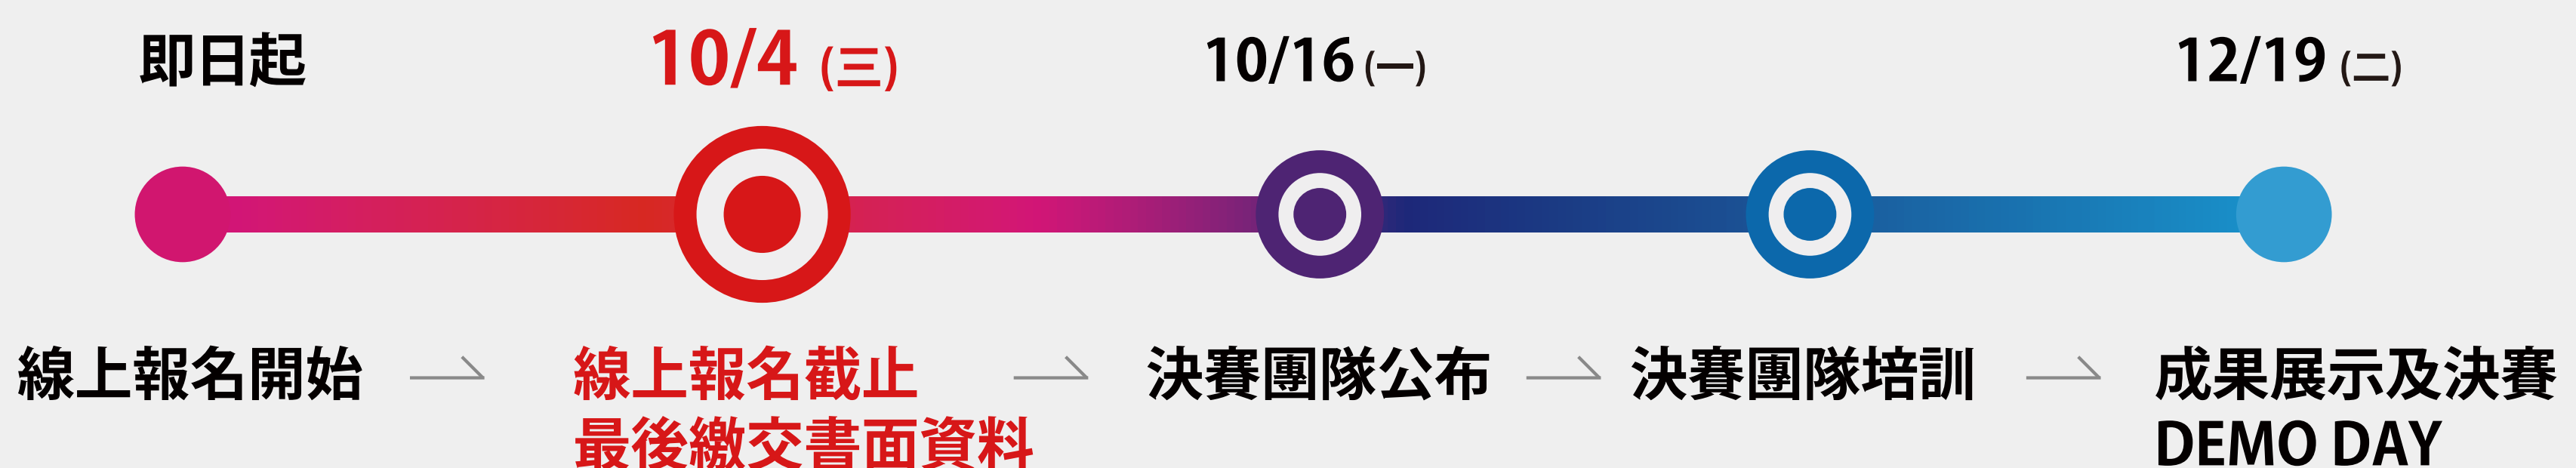 即日起
10/4 (三)
10/16 (一)
12/19 (二)
線上報名開始
線上報名截止
最後繳交書面資料
決賽團隊公布
決賽團隊培訓
成果展示及決賽
DEMO DAY